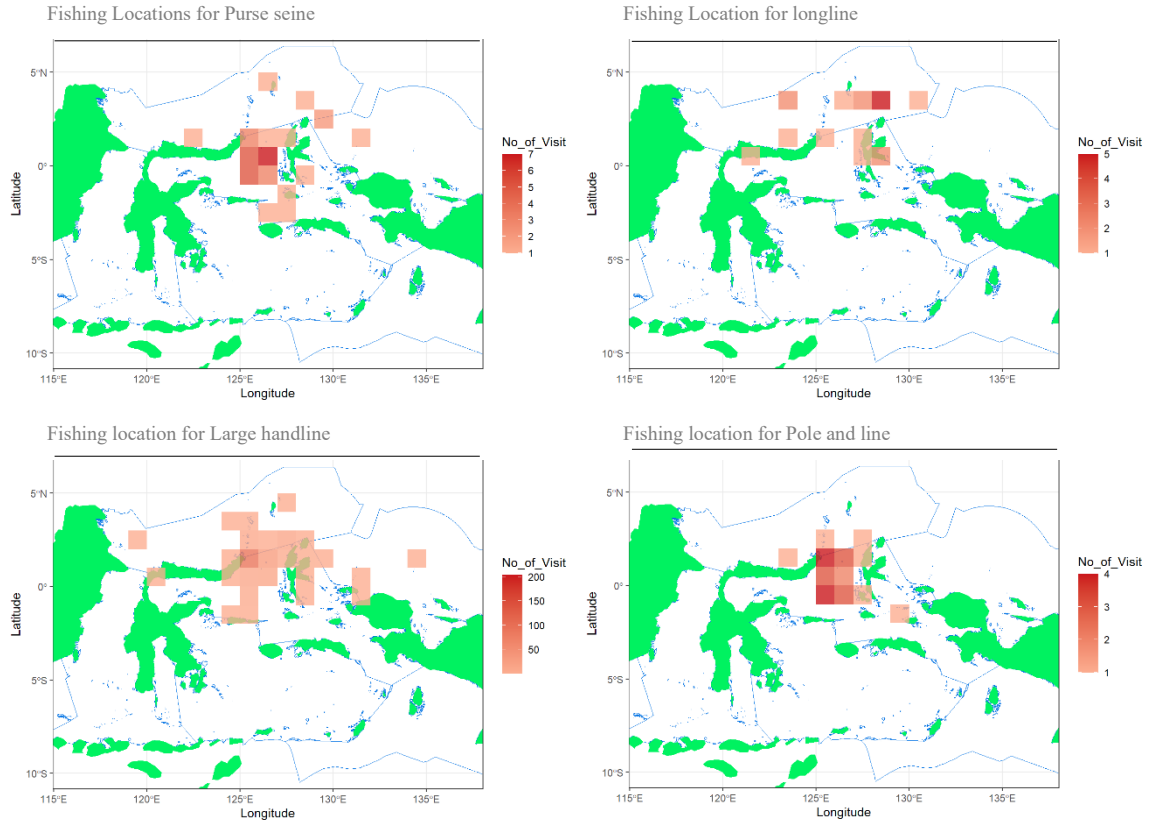 Fishing Locations for Purse seine
5°N
0°
5°S
10°S
115°E 120°E 125°E 130°E 135°E
Longitude
Latitude
No_of_Visit
7
6
5
4
3
2
1
Fishing Location for longline
5°N
0°
5°S
10°S
115°E 120°E 125°E 130°E 135°E
Longitude
Latitude
No_of_Visit
5
4
3
2
1
Fishing location for Large handline
5°N
0°
5°S
10°S
115°E 120°E 125°E 130°E 135°E
Longitude
Latitude
No_of_Visit
200
150
100
50
Fishing location for Pole and line
5°N
0°
5°S
10°S
115°E 120°E 125°E 130°E 135°E
Longitude
Latitude
No_of_Visit
4
3
2
1